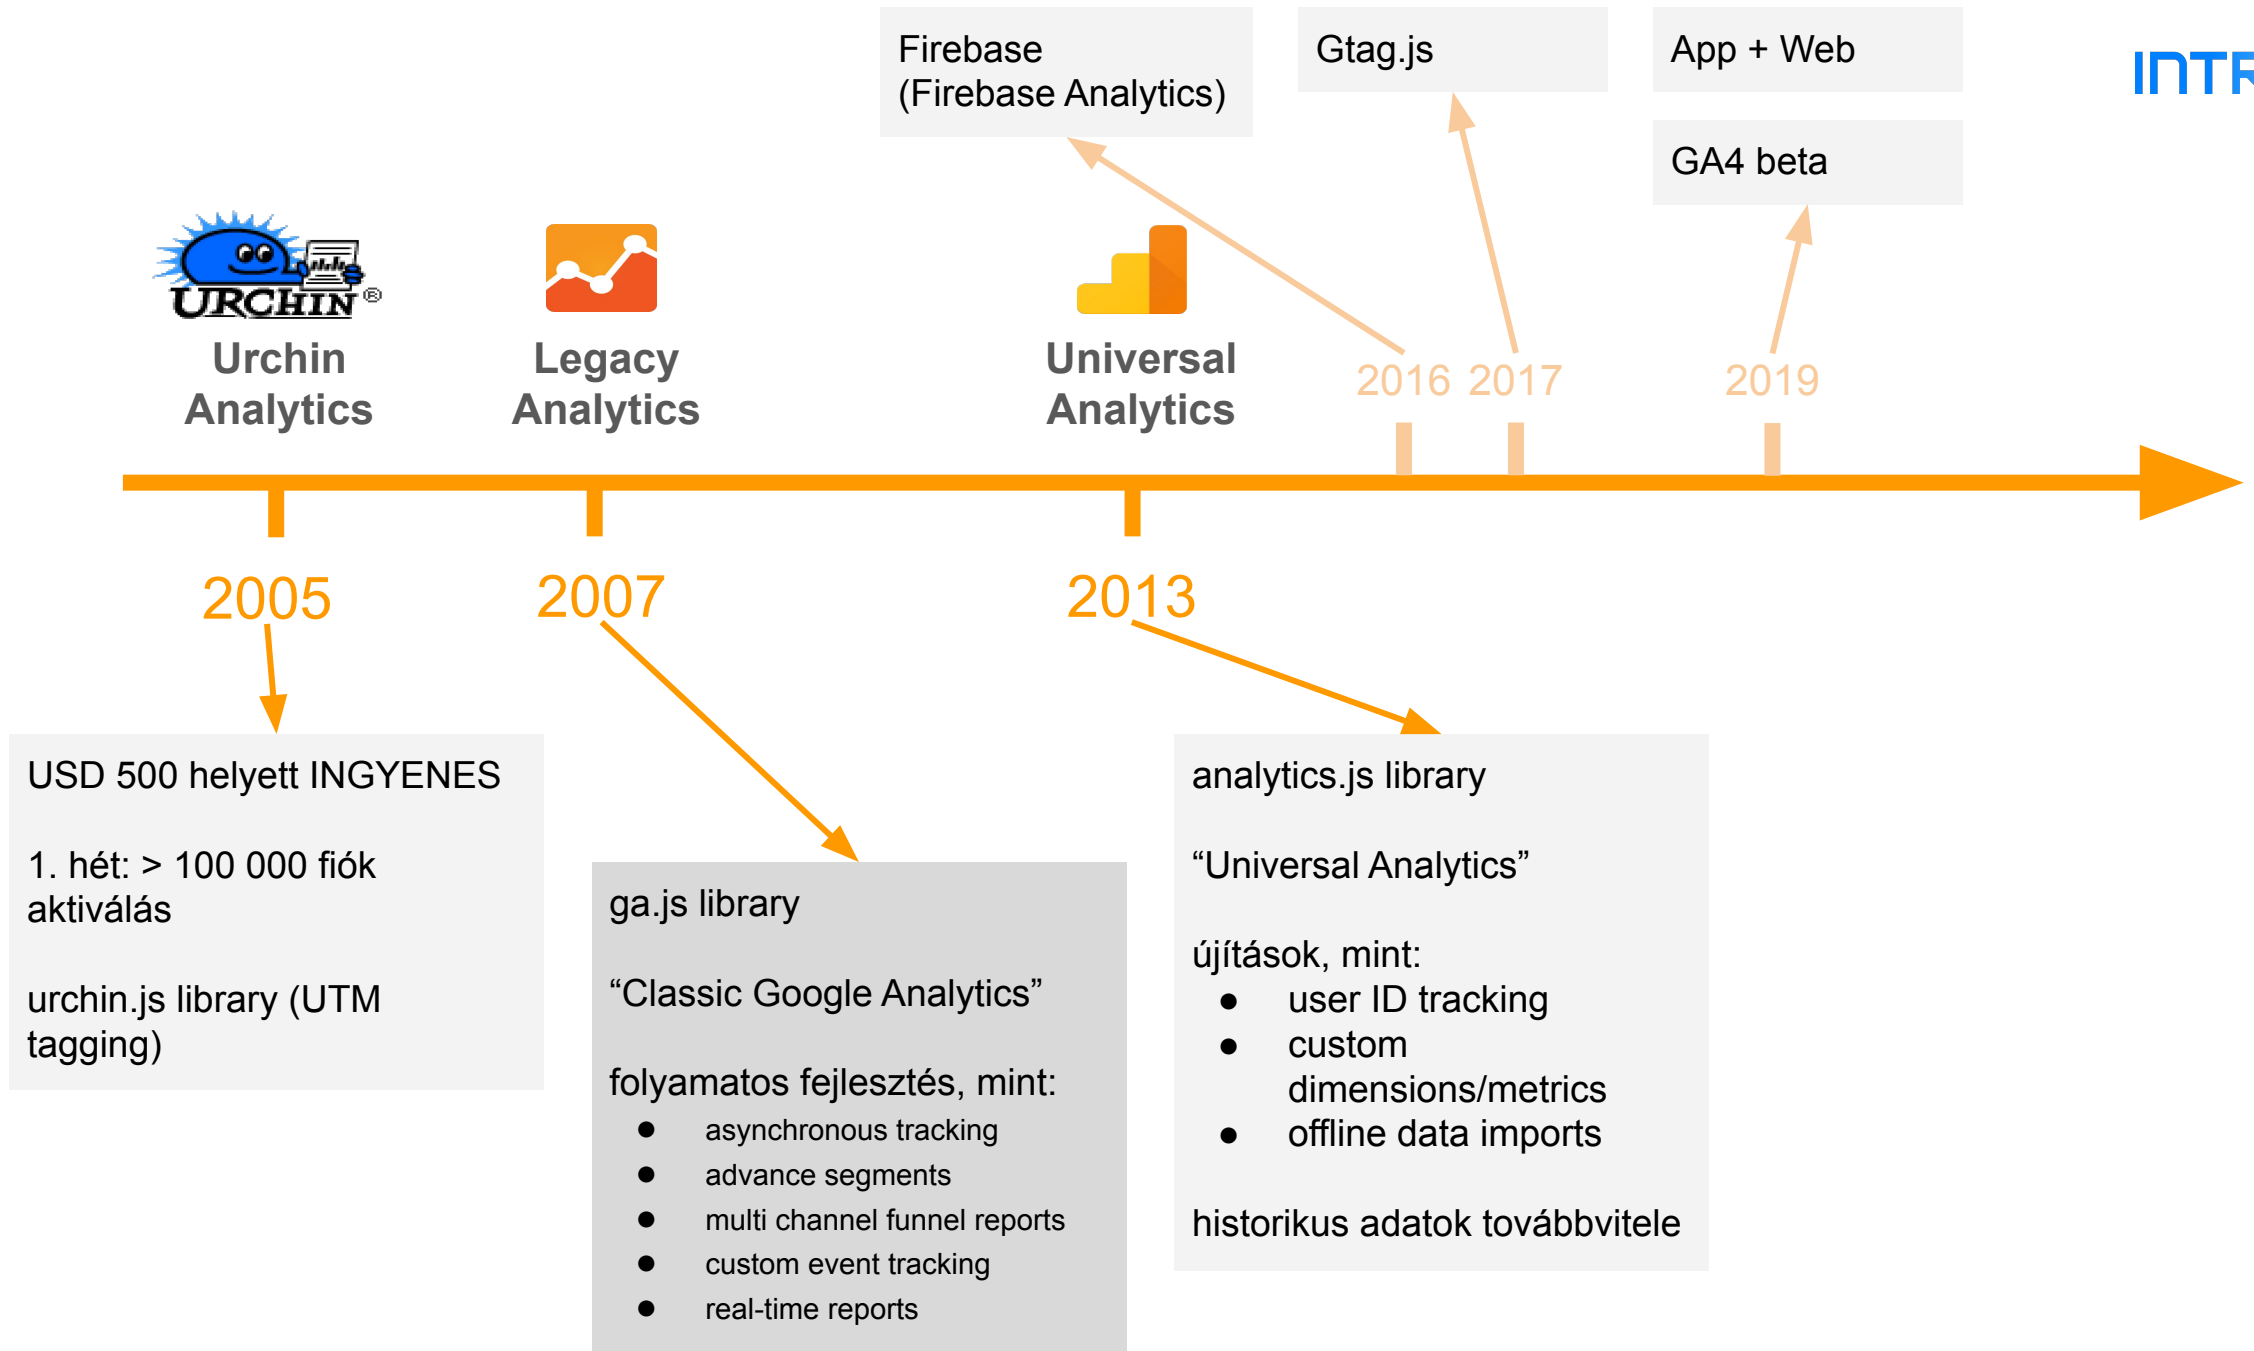 Firebase
(Firebase Analytics)
Gtag.js
App + Web
GA4 beta
INTR
URCHIN®
Urchin
Analytics
Legacy
Analytics
Universal
Analytics
2016
2017
2019
2005
2007
2013
USD 500 helyett INGYENES
1. hét: > 100 000 fiók
aktiválás
urchin.js library (UTM
tagging)
ga.js library
“Classic Google Analytics”
folyamatos fejlesztés, mint:
● asynchronous tracking
● advance segments
● multi channel funnel reports
● custom event tracking
● real-time reports
analytics.js library
“Universal Analytics”
újítások, mint:
● user ID tracking
● custom
dimensions/metrics
● offline data imports
historikus adatok továbbvitele